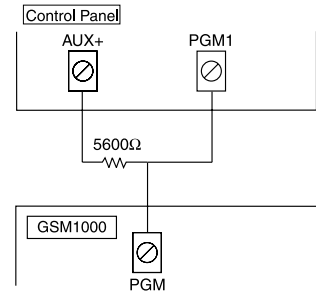 Control Panel
AUX+ PGM1
5600Ω
GSM1000
PGM